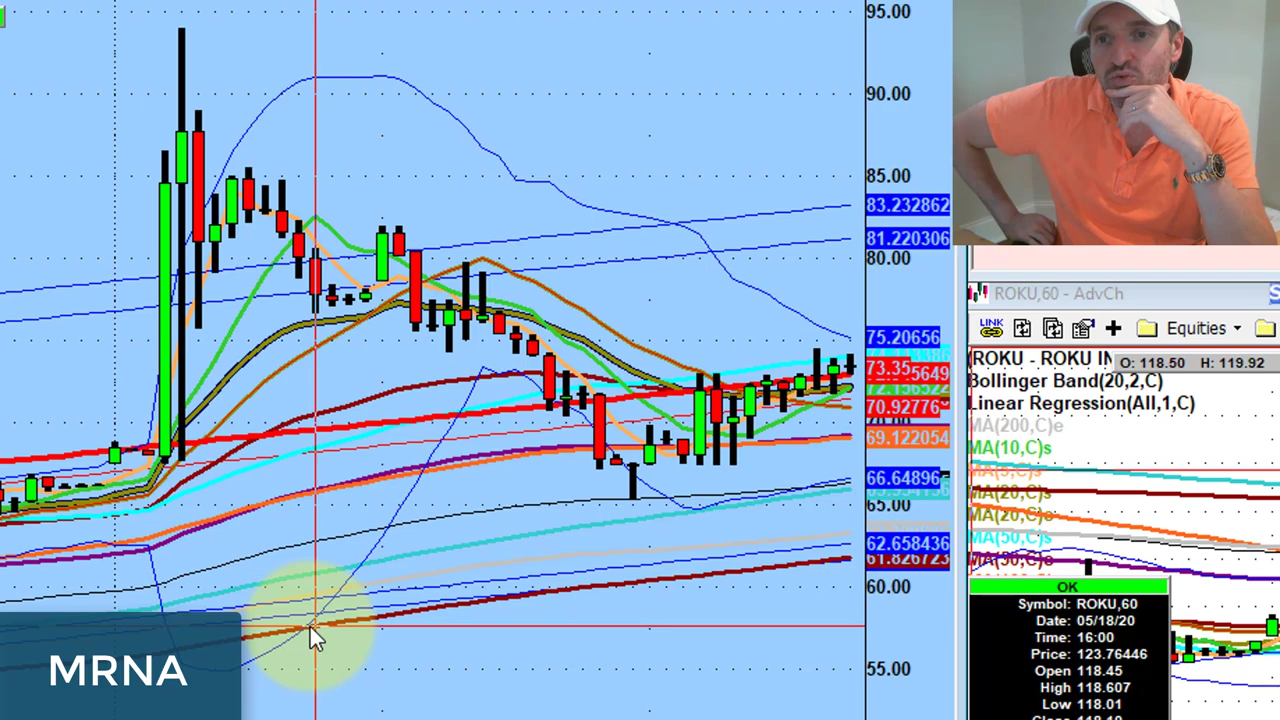 95.00
90.00
85.00
83.232862
81.220306
80.00
75.20656
73.35
70.92776
69.122054
66.64896
65.00
62.658436
61.826723
60.00
55.00
MRNA
ROKU,60 - AdvCh
LINK
Equities
(ROKU - ROKU IN
O: 118.50 H: 119.92
Bollinger Band(20,2,C)
Linear Regression(All,1,C)
MA(200,C)e
MA(10,C)s
MA(5,C)s
MA(20,C)s
MA(20,C)e
MA(50,C)s
OK
Symbol: ROKU,60
Date: 05/18/20
Time: 16:00
Price: 123.76446
Open 118.45
High 118.607
Low 118.01